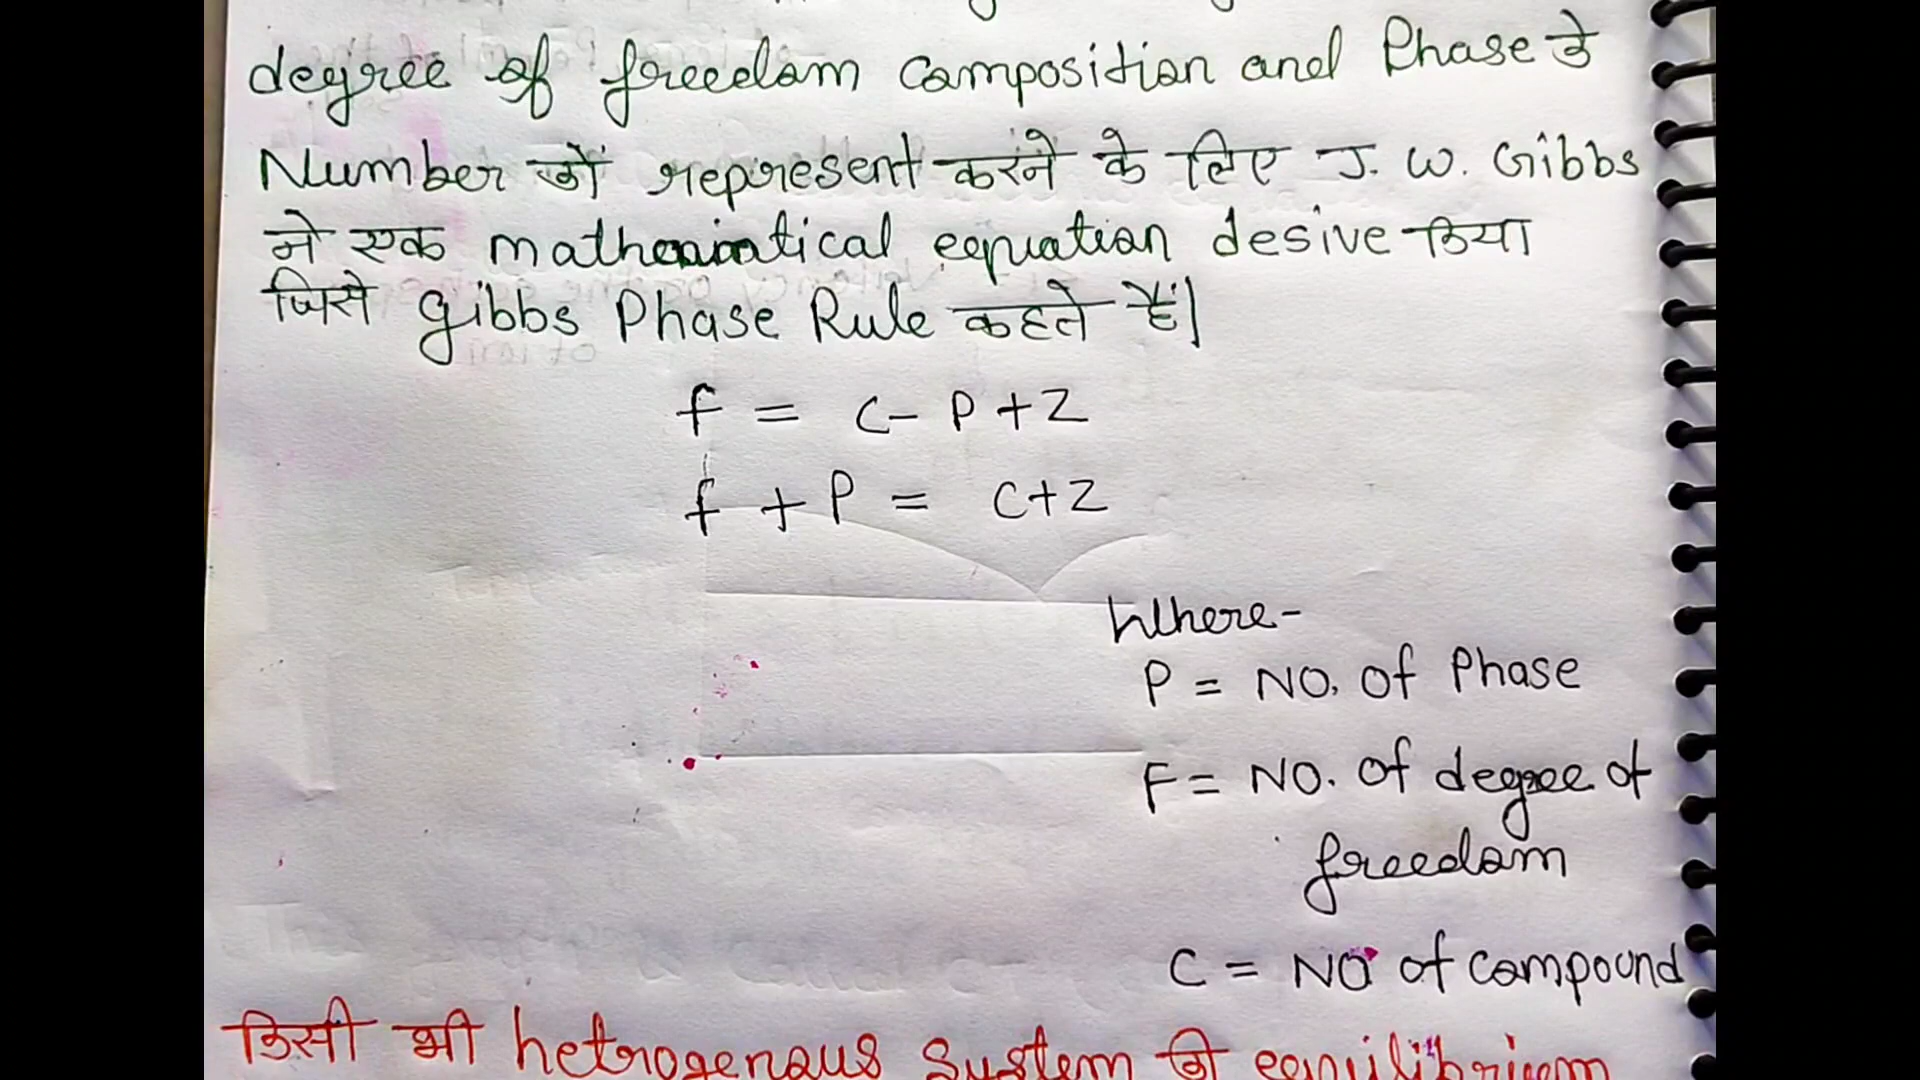 degree of freedom composition and Phase के
Number को represent करने के लिए J. W. Gibbs
ने एक mathematical equation desive किया
जिसे Gibbs Phase Rule कहते हैं|
f = C- P +2
f + P = C+2
Where-
P = NO. of Phase
F = NO. of degree of
freedom
C = NO of compound
किसी भी hetrogenous system की equilibrium